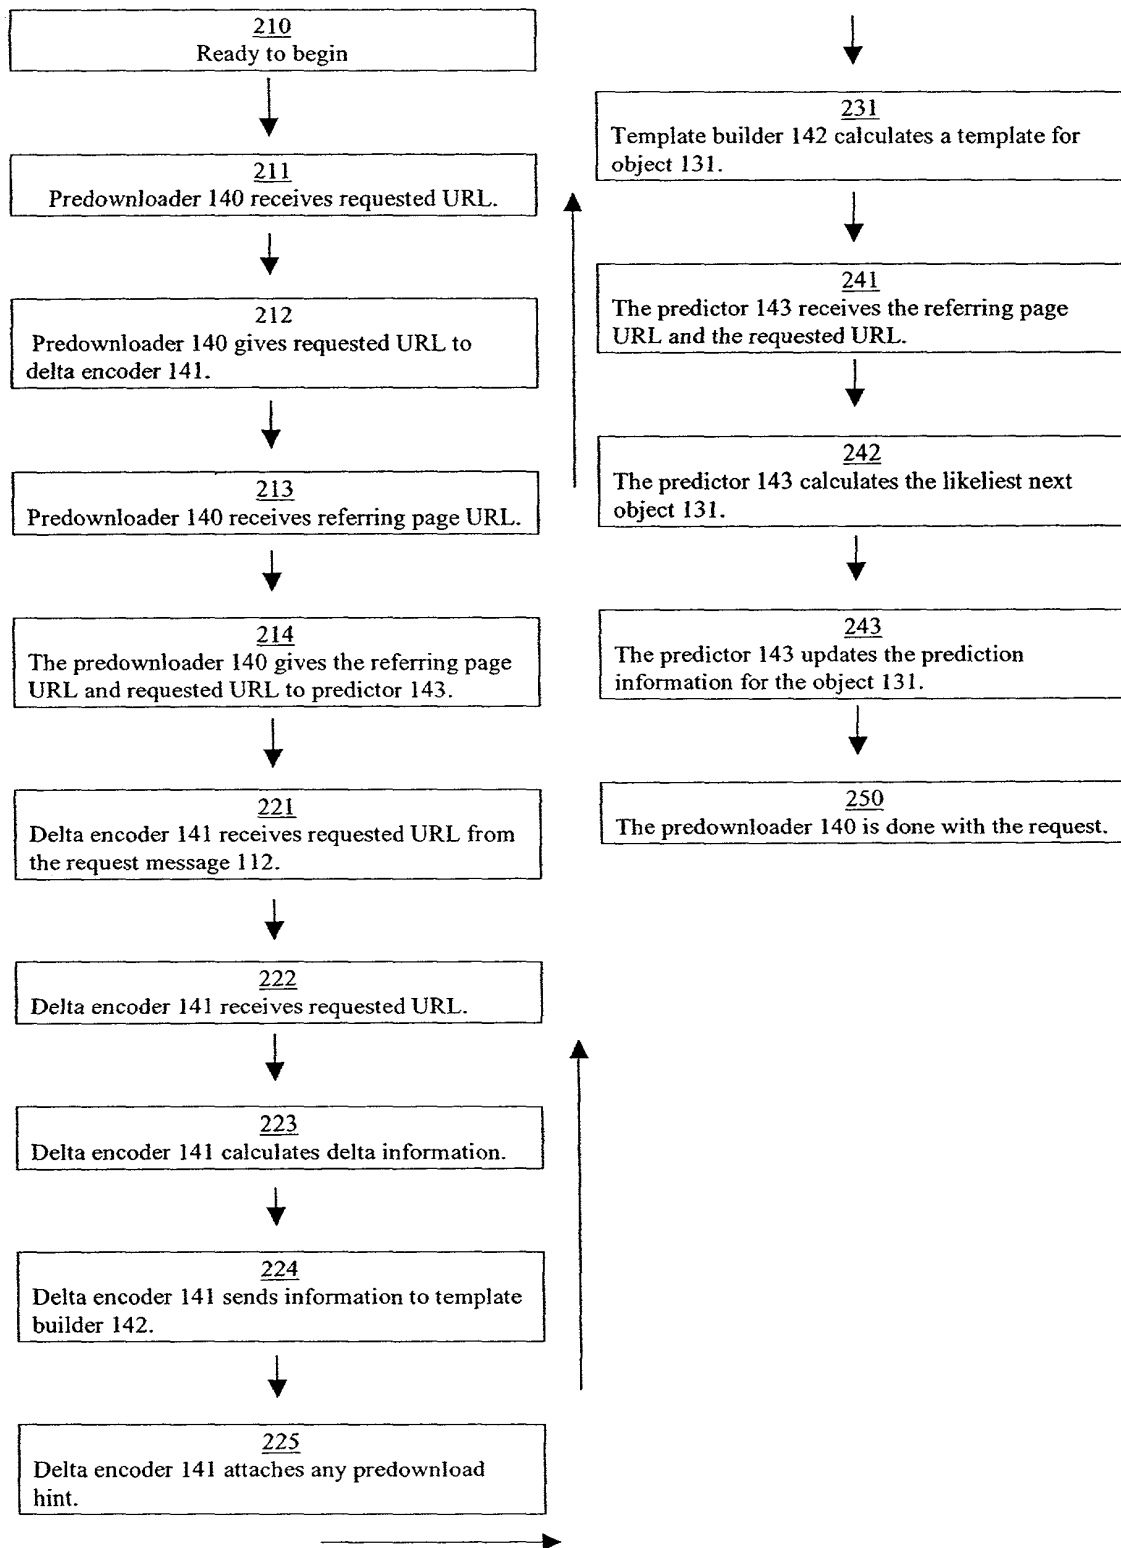 210
Ready to begin
211
Predownloader 140 receives requested URL.
212
Predownloader 140 gives requested URL to
delta encoder 141.
213
Predownloader 140 receives referring page URL.
214
The predownloader 140 gives the referring page
URL and requested URL to predictor 143.
221
Delta encoder 141 receives requested URL from
the request message 112.
222
Delta encoder 141 receives requested URL.
223
Delta encoder 141 calculates delta information.
224
Delta encoder 141 sends information to template
builder 142.
225
Delta encoder 141 attaches any predownload
hint.
231
Template builder 142 calculates a template for
object 131.
241
The predictor 143 receives the referring page
URL and the requested URL.
242
The predictor 143 calculates the likeliest next
object 131.
243
The predictor 143 updates the prediction
information for the object 131.
250
The predownloader 140 is done with the request.